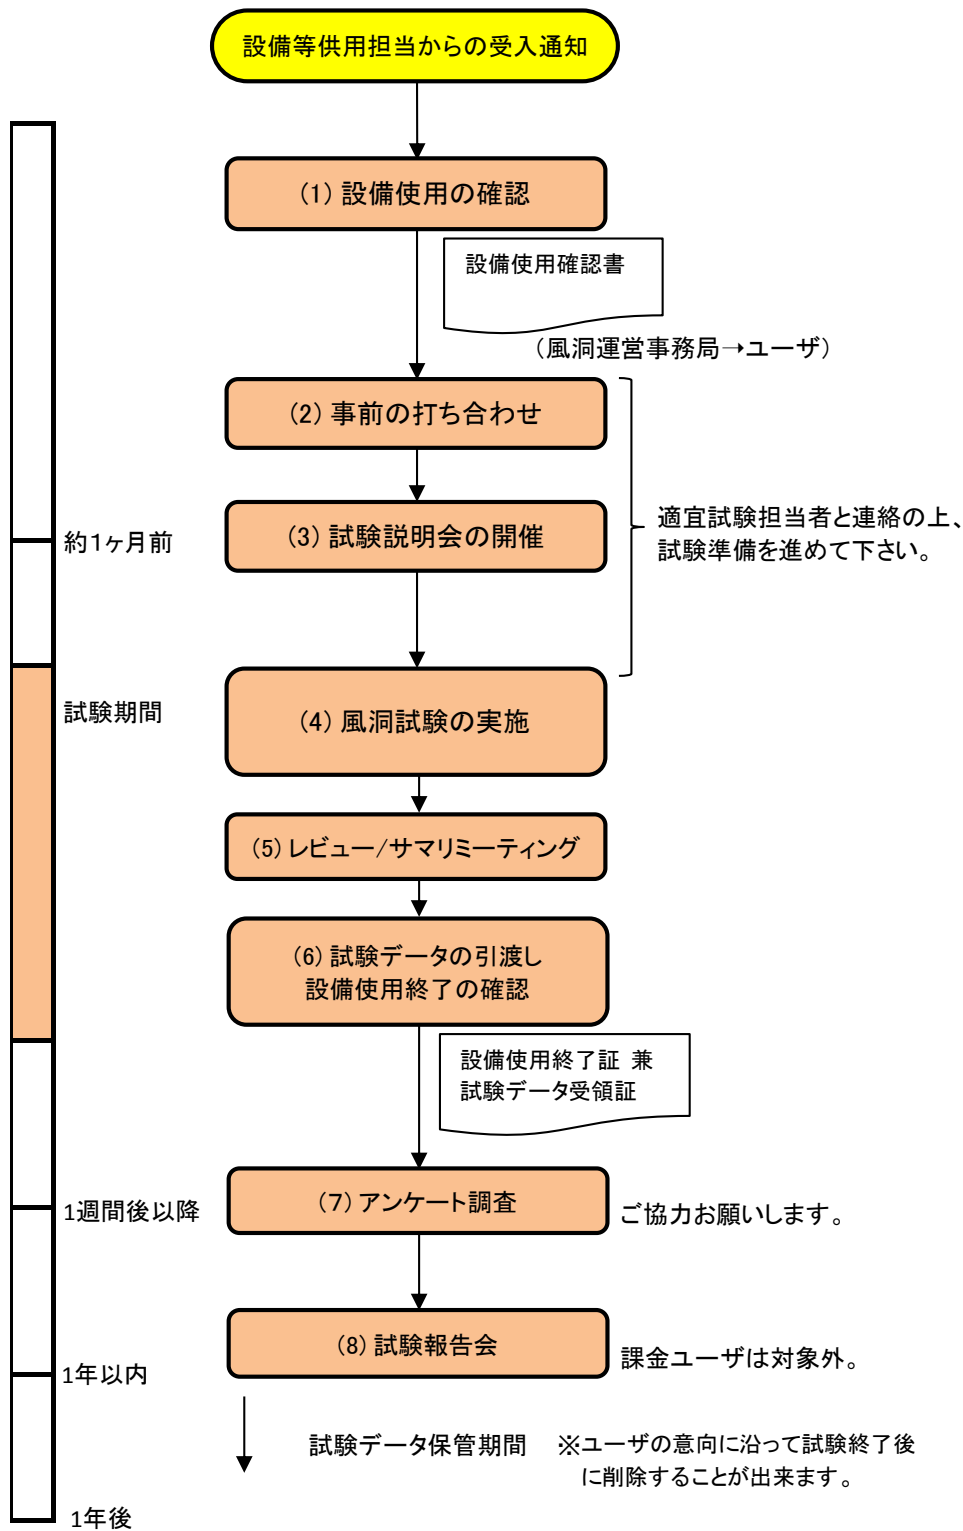 設備等供用担当からの受入通知
(1) 設備使用の確認
設備使用確認書
（風洞運営事務局→ユーザ）
(2) 事前の打ち合わせ
(3) 試験説明会の開催
約1ヶ月前
適宜試験担当者と連絡の上、
試験準備を進めて下さい。
試験期間
(4) 風洞試験の実施
(5) レビュー/サマリミーティング
(6) 試験データの引渡し
設備使用終了の確認
設備使用終了証 兼
試験データ受領証
1週間後以降
(7) アンケート調査
ご協力お願いします。
(8) 試験報告会
課金ユーザは対象外。
1年以内
試験データ保管期間 ※ユーザの意向に沿って試験終了後
に削除することが出来ます。
1年後